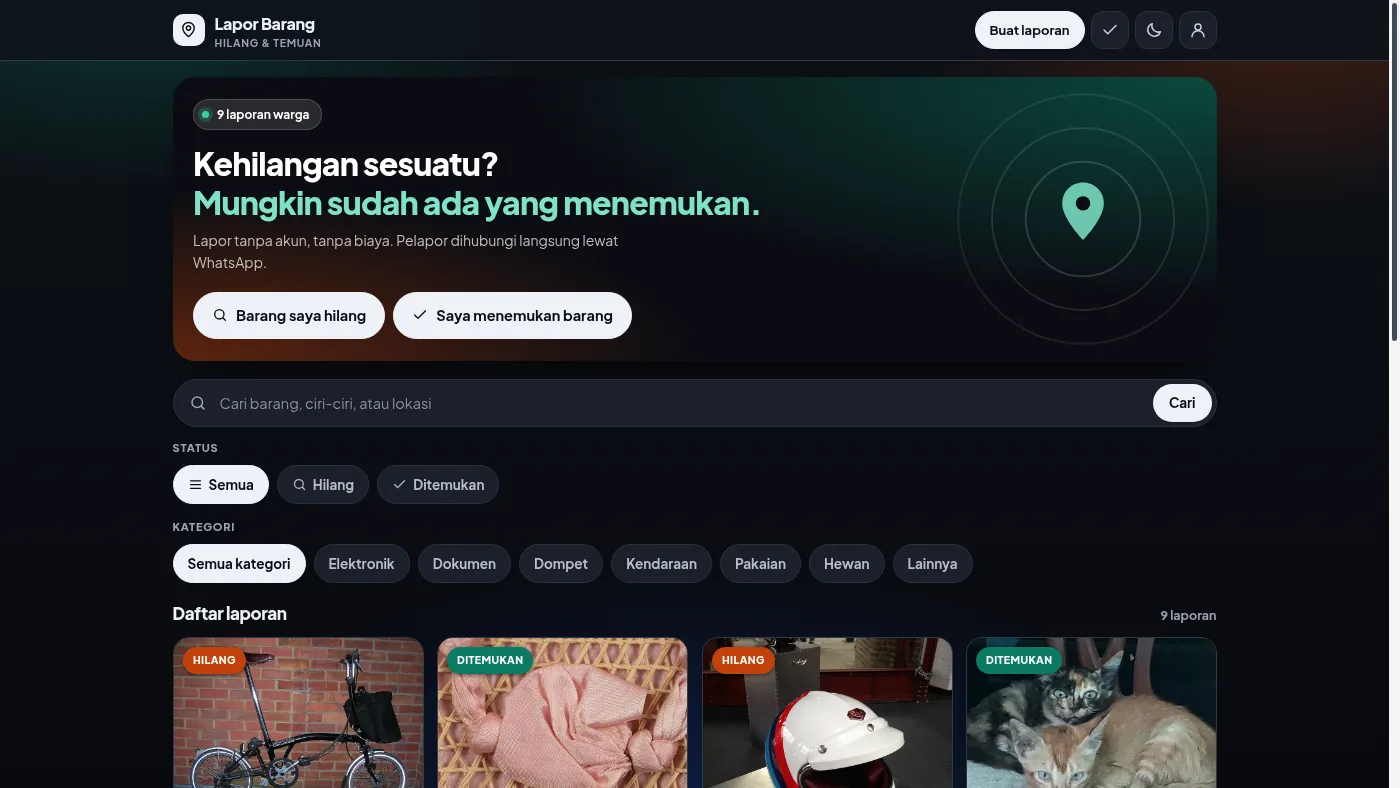 Lapor Barang
HILANG & TEMUAN
Buat laporan
9 laporan warga
Kehilangan sesuatu?
Mungkin sudah ada yang menemukan.
Lapor tanpa akun, tanpa biaya. Pelapor dihubungi langsung lewat
WhatsApp.
Barang saya hilang
Saya menemukan barang
Cari barang, ciri-ciri, atau lokasi
Cari
STATUS
Semua
Hilang
Ditemukan
KATEGORI
Semua kategori
Elektronik
Dokumen
Dompet
Kendaraan
Pakaian
Hewan
Lainnya
Daftar laporan
9 laporan
HILANG
DITEMUKAN
HILANG
DITEMUKAN